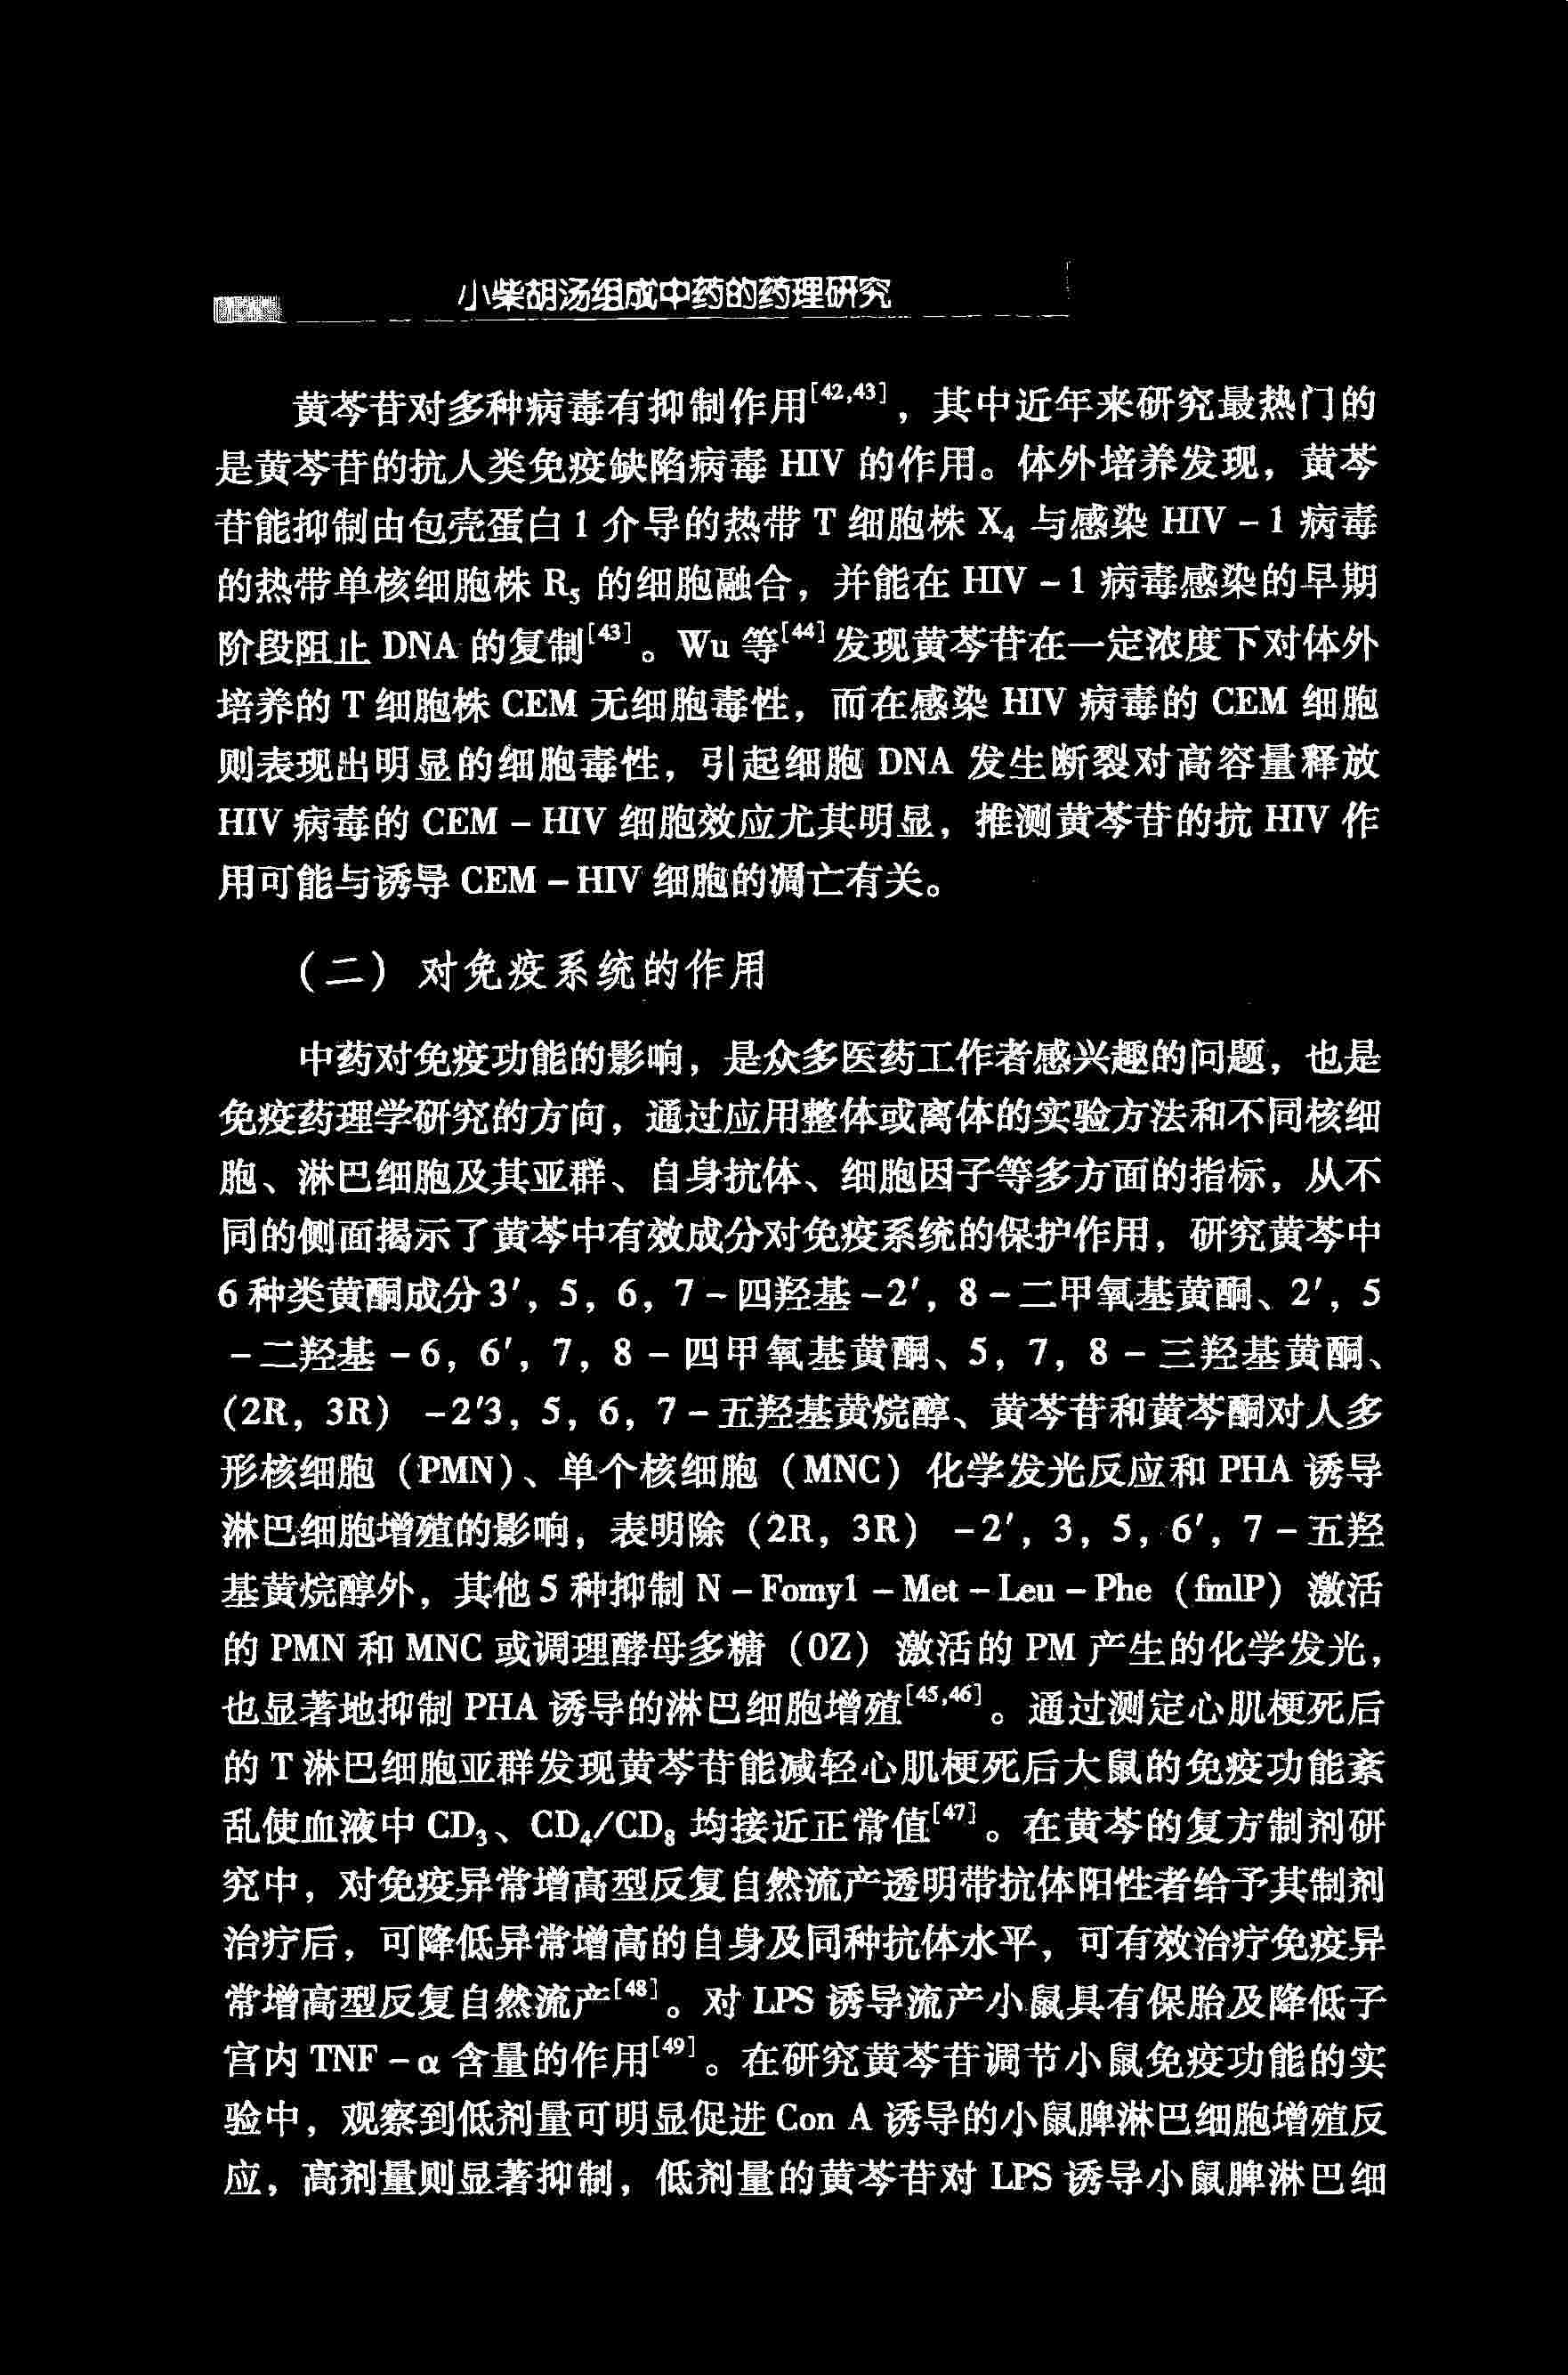 小柴胡汤组成中药的药理研究
黄芩苷对多种病毒有抑制作用[42,43]，其中近年来研究最热门的
是黄芩苷的抗人类免疫缺陷病毒 HIV 的作用。体外培养发现，黄芩
苷能抑制由包壳蛋白 1 介导的热带 T 细胞株 X₄ 与感染 HIV－1 病毒
的热带单核细胞株 R₅ 的细胞融合，并能在 HIV－1 病毒感染的早期
阶段阻止 DNA 的复制[43]。Wu 等[44]发现黄芩苷在一定浓度下对体外
培养的 T 细胞株 CEM 无细胞毒性，而在感染 HIV 病毒的 CEM 细胞
则表现出明显的细胞毒性，引起细胞 DNA 发生断裂对高容量释放
HIV 病毒的 CEM－HIV 细胞效应尤其明显，推测黄芩苷的抗 HIV 作
用可能与诱导 CEM－HIV 细胞的凋亡有关。
（二）对免疫系统的作用
中药对免疫功能的影响，是众多医药工作者感兴趣的问题，也是
免疫药理学研究的方向，通过应用整体或离体的实验方法和不同核细
胞、淋巴细胞及其亚群、自身抗体、细胞因子等多方面的指标，从不
同的侧面揭示了黄芩中有效成分对免疫系统的保护作用，研究黄芩中
6 种类黄酮成分 3′，5，6，7－四羟基－2′，8－二甲氧基黄酮、2′，5
－二羟基－6，6′，7，8－四甲氧基黄酮、5，7，8－三羟基黄酮、
（2R，3R）－2′3，5，6，7－五羟基黄烷醇、黄芩苷和黄芩酮对人多
形核细胞（PMN）、单个核细胞（MNC）化学发光反应和 PHA 诱导
淋巴细胞增殖的影响，表明除（2R，3R）－2′，3，5，6′，7－五羟
基黄烷醇外，其他 5 种抑制 N－Fomy1－Met－Leu－Phe（fmlP）激活
的 PMN 和 MNC 或调理酵母多糖（OZ）激活的 PM 产生的化学发光，
也显著地抑制 PHA 诱导的淋巴细胞增殖[45,46]。通过测定心肌梗死后
的 T 淋巴细胞亚群发现黄芩苷能减轻心肌梗死后大鼠的免疫功能紊
乱使血液中 CD₃、CD₄/CD₈ 均接近正常值[47]。在黄芩的复方制剂研
究中，对免疫异常增高型反复自然流产透明带抗体阳性者给予其制剂
治疗后，可降低异常增高的自身及同种抗体水平，可有效治疗免疫异
常增高型反复自然流产[48]。对 LPS 诱导流产小鼠具有保胎及降低子
宫内 TNF－α 含量的作用[49]。在研究黄芩苷调节小鼠免疫功能的实
验中，观察到低剂量可明显促进 Con A 诱导的小鼠脾淋巴细胞增殖反
应，高剂量则显著抑制，低剂量的黄芩苷对 LPS 诱导小鼠脾淋巴细